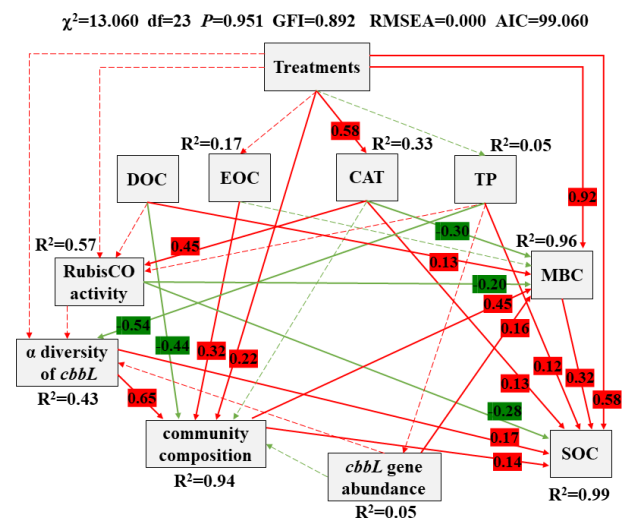 χ²=13.060 df=23 P=0.951 GFI=0.892 RMSEA=0.000 AIC=99.060
Treatments
0.58
R²=0.17
R²=0.33
R²=0.05
DOC
EOC
CAT
TP
0.92
-0.30
R²=0.57
0.45
R²=0.96
RubisCO
activity
0.13
MBC
-0.20
0.45
-0.54
0.16
-0.44
α diversity
of cbbL
0.32
0.22
0.12
0.32
0.13
0.58
R²=0.43
0.65
-0.28
community
composition
0.17
0.14
SOC
cbbL gene
abundance
R²=0.94
R²=0.99
R²=0.05